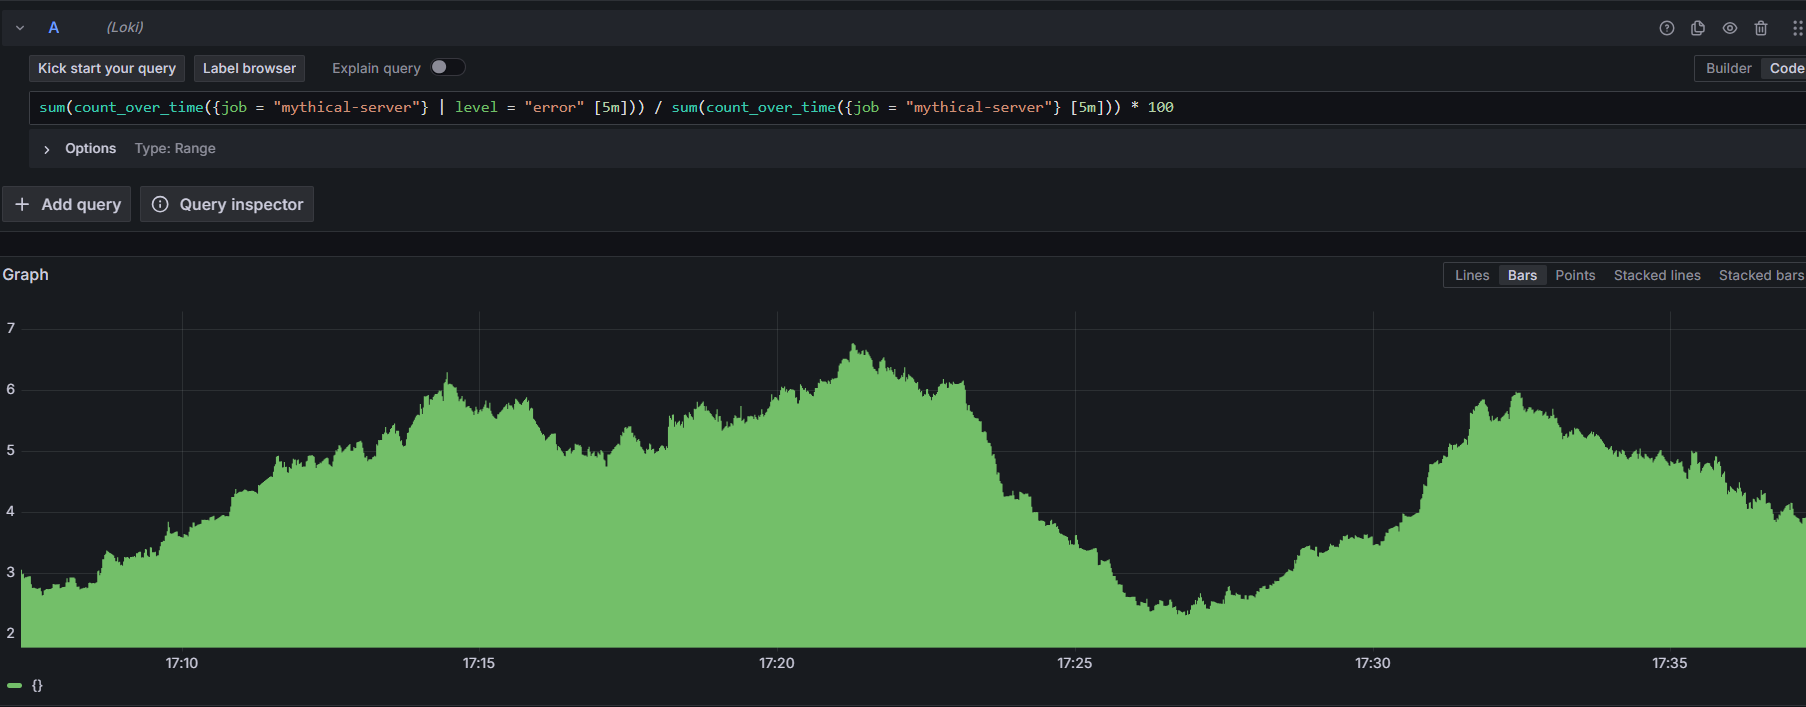 A (Loki)
Kick start your query Label browser Explain query Builder Code
sum(count_over_time({job = "mythical-server"} | level = "error" [5m])) / sum(count_over_time({job = "mythical-server"} [5m])) * 100
Options Type: Range
+ Add query Query inspector
Graph Lines Bars Points Stacked lines Stacked bars
7
6
5
4
3
2
17:10 17:15 17:20 17:25 17:30 17:35
{}